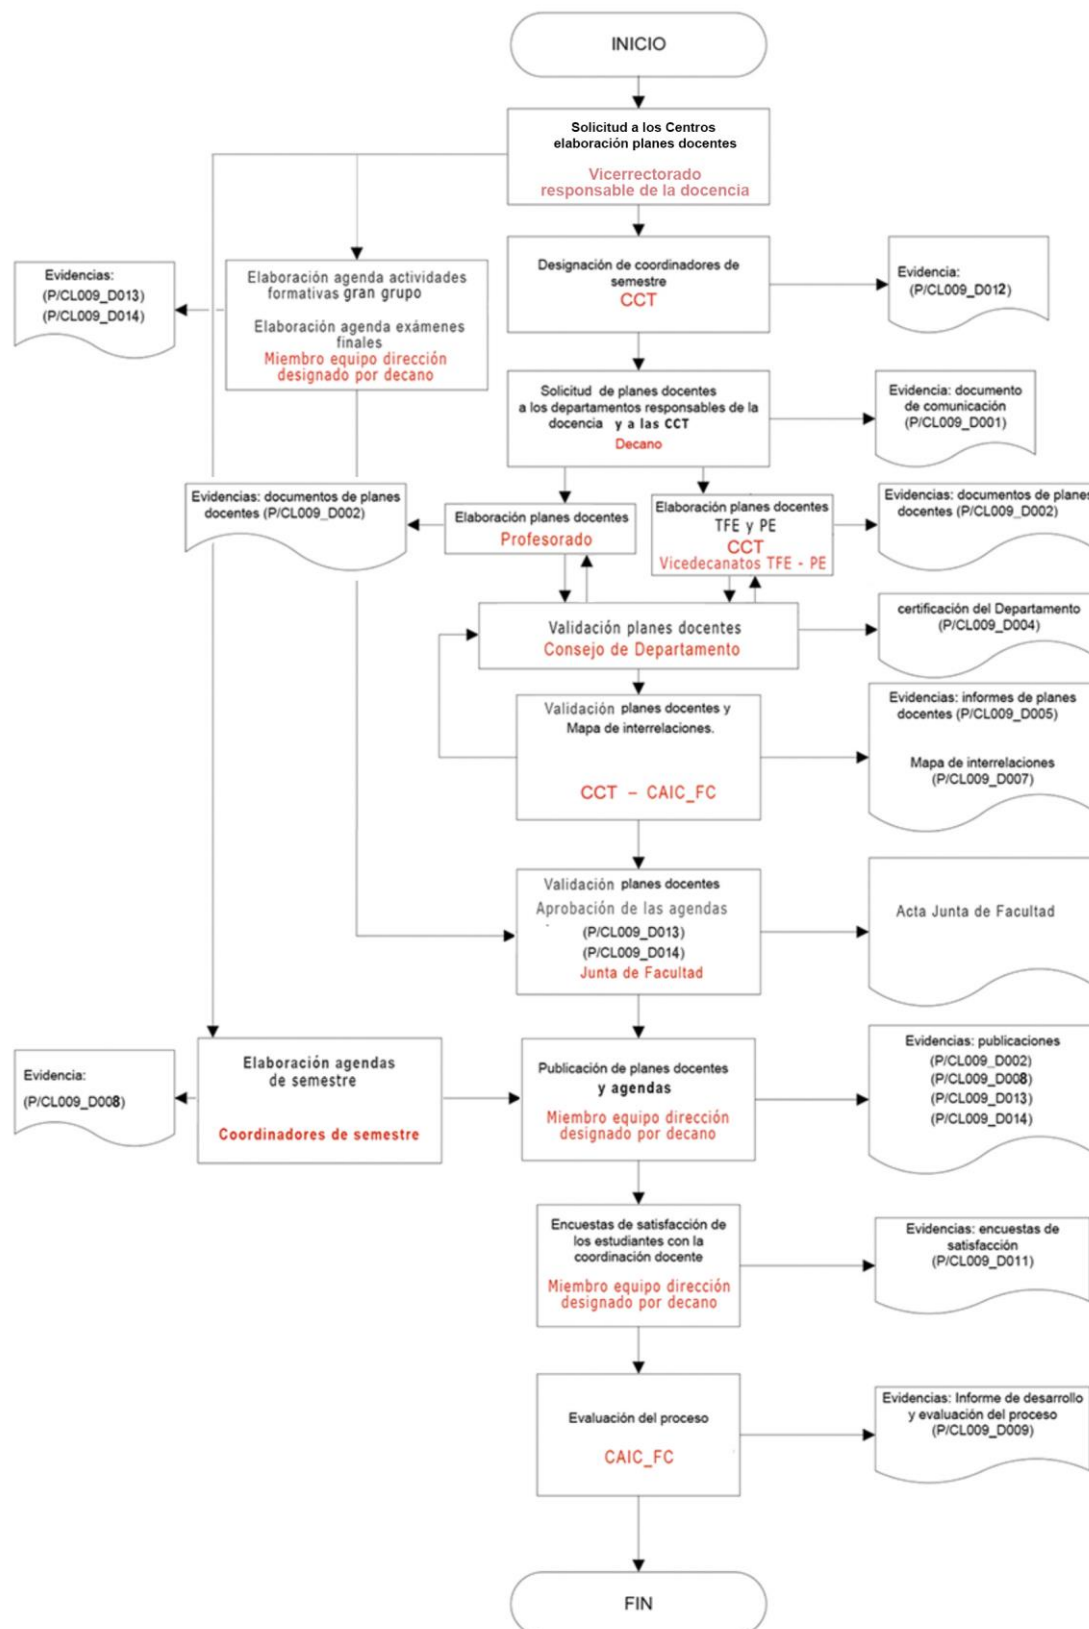 INICIO
Solicitud a los Centros
elaboración planes docentes
Vicerrectorado
responsable de la docencia
Evidencias:
(P/CL009_D013)
(P/CL009_D014)
Elaboración agenda actividades
formativas gran grupo
Elaboración agenda exámenes
finales
Miembro equipo dirección
designado por decano
Designación de coordinadores de
semestre
CCT
Evidencia:
(P/CL009_D012)
Solicitud de planes docentes
a los departamentos responsables de la
docencia y a las CCT
Decano
Evidencia: documento
de comunicación
(P/CL009_D001)
Evidencias: documentos de planes
docentes (P/CL009_D002)
Elaboración planes docentes
Profesorado
Elaboración planes docentes
TFE y PE
CCT
Vicedecanatos TFE - PE
Evidencias: documentos de planes
docentes (P/CL009_D002)
Validación planes docentes
Consejo de Departamento
certificación del Departamento
(P/CL009_D004)
Validación planes docentes y
Mapa de interrelaciones.
CCT – CAIC_FC
Evidencias: informes de planes
docentes (P/CL009_D005)
Mapa de interrelaciones
(P/CL009_D007)
Validación planes docentes
Aprobación de las agendas
(P/CL009_D013)
(P/CL009_D014)
Junta de Facultad
Acta Junta de Facultad
Evidencia:
(P/CL009_D008)
Elaboración agendas
de semestre
Coordinadores de semestre
Publicación de planes docentes
y agendas
Miembro equipo dirección
designado por decano
Evidencias: publicaciones
(P/CL009_D002)
(P/CL009_D008)
(P/CL009_D013)
(P/CL009_D014)
Encuestas de satisfacción de
los estudiantes con la
coordinación docente
Miembro equipo dirección
designado por decano
Evidencias: encuestas de
satisfacción
(P/CL009_D011)
Evaluación del proceso
CAIC_FC
Evidencias: Informe de desarrollo
y evaluación del proceso
(P/CL009_D009)
FIN